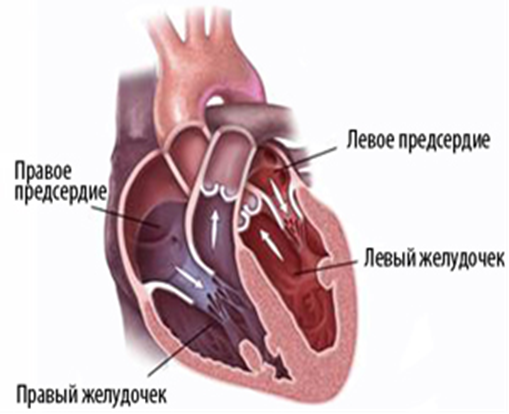 Левое предсердие
Правое
предсердие
Левый желудочек
Правый желудочек